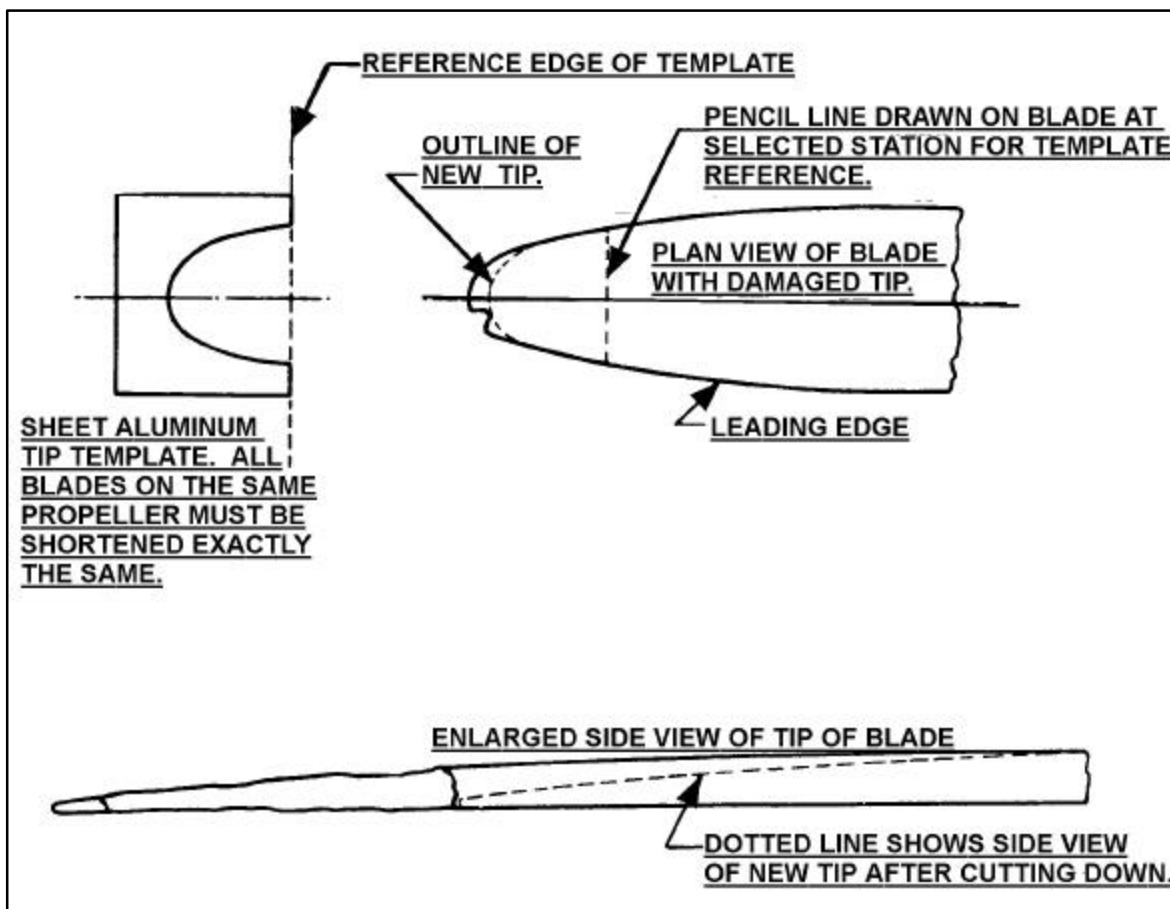 REFERENCE EDGE OF TEMPLATE
OUTLINE OF
NEW TIP.
PENCIL LINE DRAWN ON BLADE AT
SELECTED STATION FOR TEMPLATE
REFERENCE.
PLAN VIEW OF BLADE
WITH DAMAGED TIP.
LEADING EDGE
SHEET ALUMINUM
TIP TEMPLATE. ALL
BLADES ON THE SAME
PROPELLER MUST BE
SHORTENED EXACTLY
THE SAME.
ENLARGED SIDE VIEW OF TIP OF BLADE
DOTTED LINE SHOWS SIDE VIEW
OF NEW TIP AFTER CUTTING DOWN.